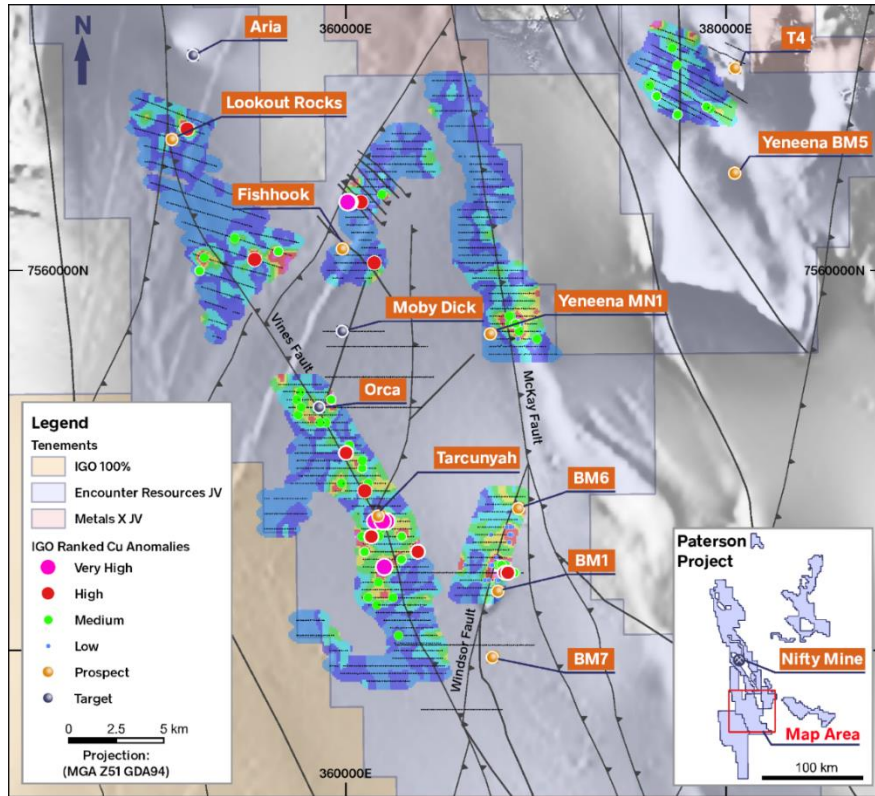 360000E
380000E
N
Aria
T4
Lookout Rocks
Yeneena BM5
Fishhook
7560000N
7560000N
Moby Dick
Yeneena MN1
Vines Fault
McKay Fault
Orca
Tarcunyah
BM6
BM1
Windsor Fault
BM7
360000E
Legend
Tenements
IGO 100%
Encounter Resources JV
Metals X JV
IGO Ranked Cu Anomalies
Very High
High
Medium
Low
Prospect
Target
0 2.5 5 km
Projection:
(MGA Z51 GDA94)
Paterson
Project
Nifty Mine
Map Area
100 km